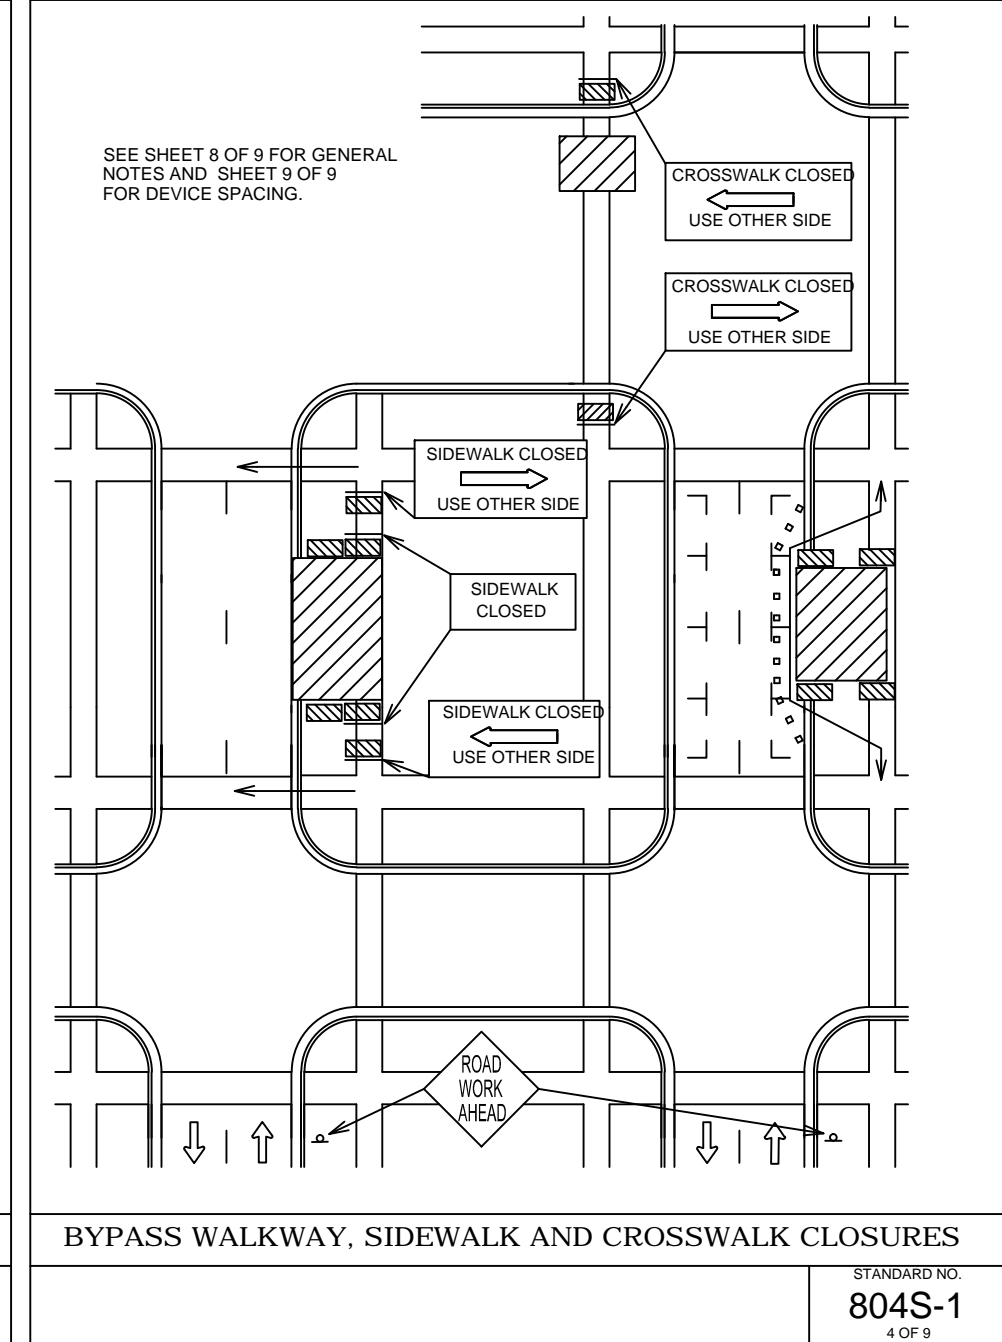 SEE SHEET 8 OF 9 FOR GENERAL
NOTES AND SHEET 9 OF 9
FOR DEVICE SPACING.
CROSSWALK CLOSED
USE OTHER SIDE
CROSSWALK CLOSED
USE OTHER SIDE
SIDEWALK CLOSED
USE OTHER SIDE
SIDEWALK
CLOSED
SIDEWALK CLOSED
USE OTHER SIDE
ROAD
WORK
AHEAD
BYPASS WALKWAY, SIDEWALK AND CROSSWALK CLOSURES
STANDARD NO.
804S-1
4 OF 9